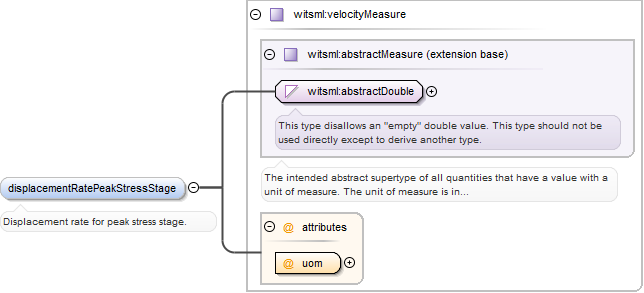 witsml:velocityMeasure
witsml:abstractMeasure (extension base)
witsml:abstractDouble
This type disallows an "empty" double value. This type should not be
used directly except to derive another type.
The intended abstract supertype of all quantities that have a value with a
unit of measure. The unit of measure is in...
displacementRatePeakStressStage
Displacement rate for peak stress stage.
@ attributes
@ uom